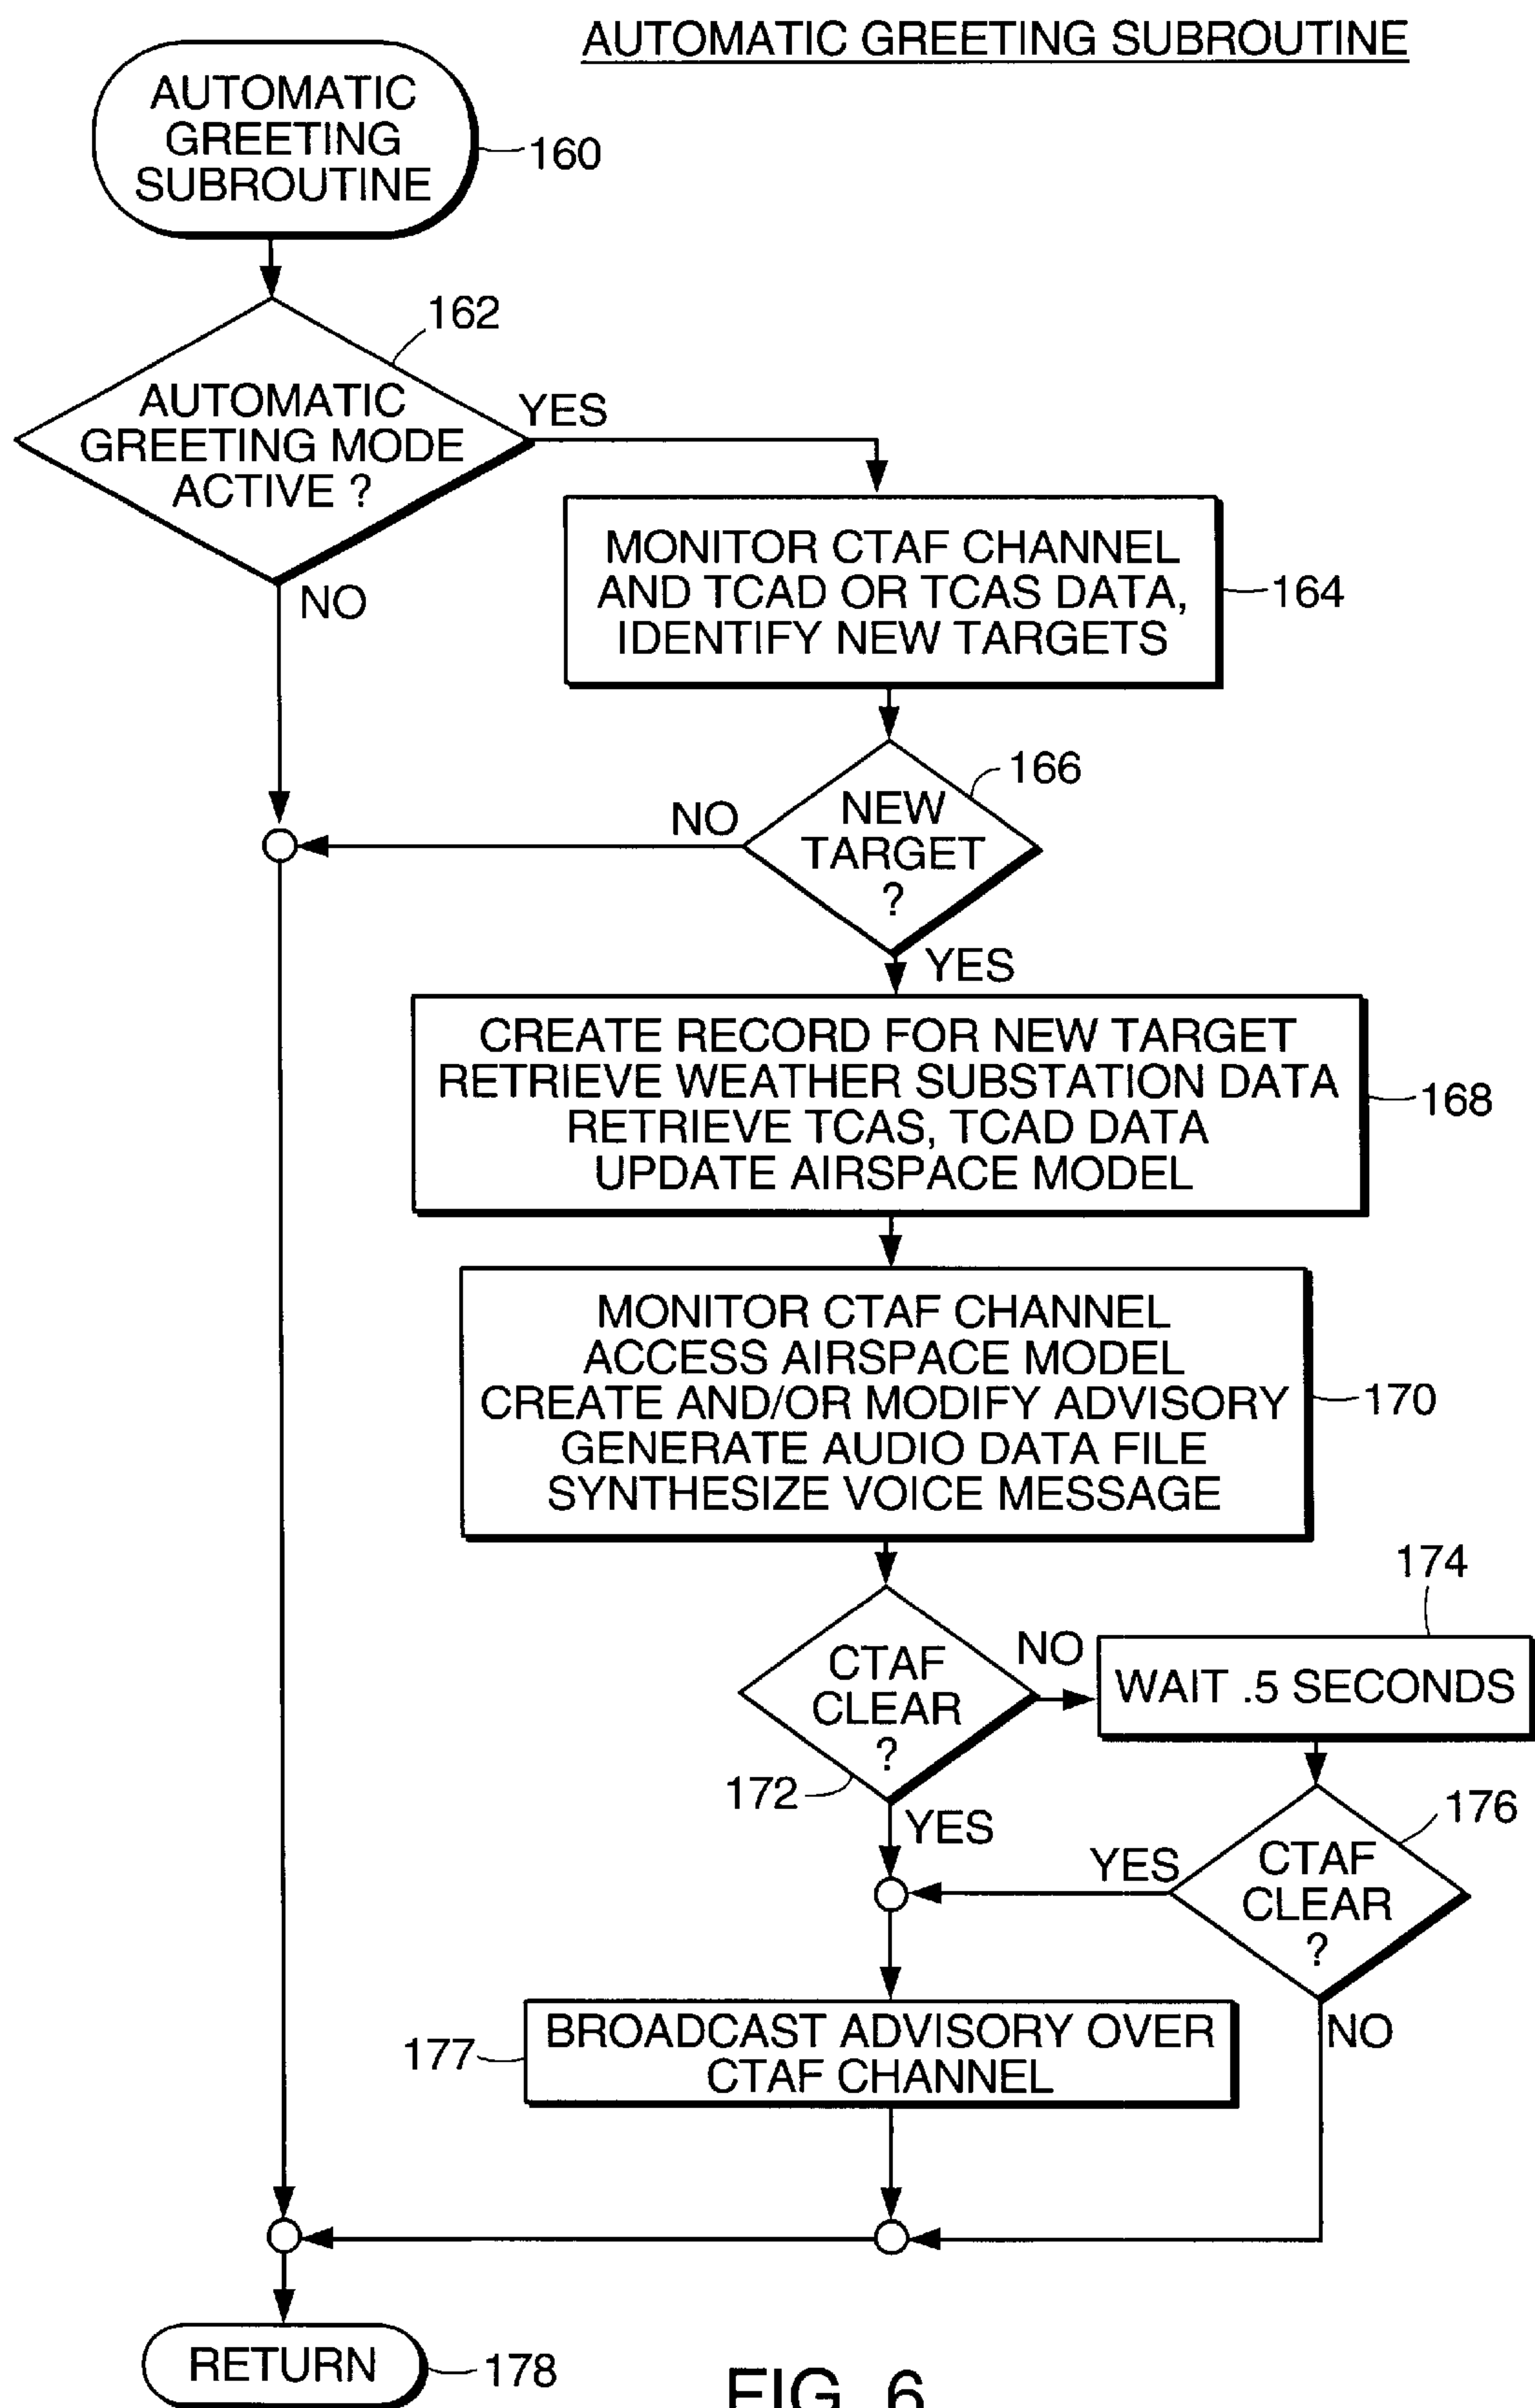 AUTOMATIC GREETING SUBROUTINE
AUTOMATIC
GREETING
SUBROUTINE
160
162
AUTOMATIC
GREETING MODE
ACTIVE ?
YES
NO
MONITOR CTAF CHANNEL
AND TCAD OR TCAS DATA,
IDENTIFY NEW TARGETS
164
166
NEW
TARGET
?
NO
YES
CREATE RECORD FOR NEW TARGET
RETRIEVE WEATHER SUBSTATION DATA
RETRIEVE TCAS, TCAD DATA
UPDATE AIRSPACE MODEL
168
MONITOR CTAF CHANNEL
ACCESS AIRSPACE MODEL
CREATE AND/OR MODIFY ADVISORY
GENERATE AUDIO DATA FILE
SYNTHESIZE VOICE MESSAGE
170
CTAF
CLEAR
?
172
NO
YES
174
WAIT .5 SECONDS
176
CTAF
CLEAR
?
YES
NO
BROADCAST ADVISORY OVER
CTAF CHANNEL
177
RETURN
178
FIG. 6